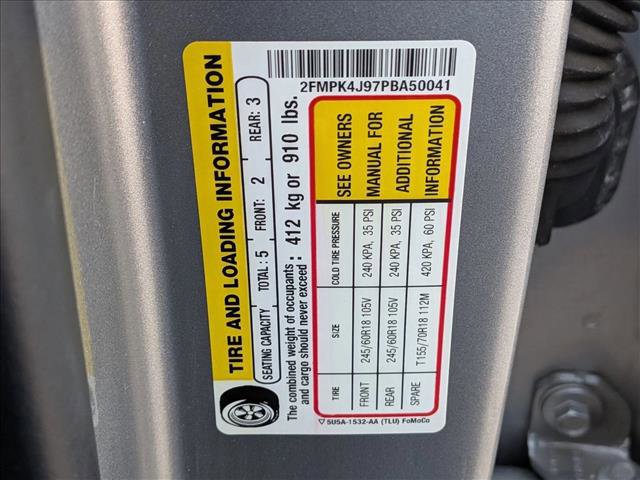 TIRE AND LOADING INFORMATION
SEATING CAPACITY TOTAL: 5 FRONT: 2 REAR: 3
The combined weight of occupants
and cargo should never exceed: 412 kg or 910 lbs.
TIRE SIZE COLD TIRE PRESSURE
FRONT 245/60R18 105V 240 KPA, 35 PSI
REAR 245/60R18 105V 240 KPA, 35 PSI
SPARE T155/70R18 112M 420 KPA, 60 PSI
SEE OWNERS
MANUAL FOR
ADDITIONAL
INFORMATION
2FMPK4J97PBA50041
5U5A-1532-AA (TLU) FoMoCo